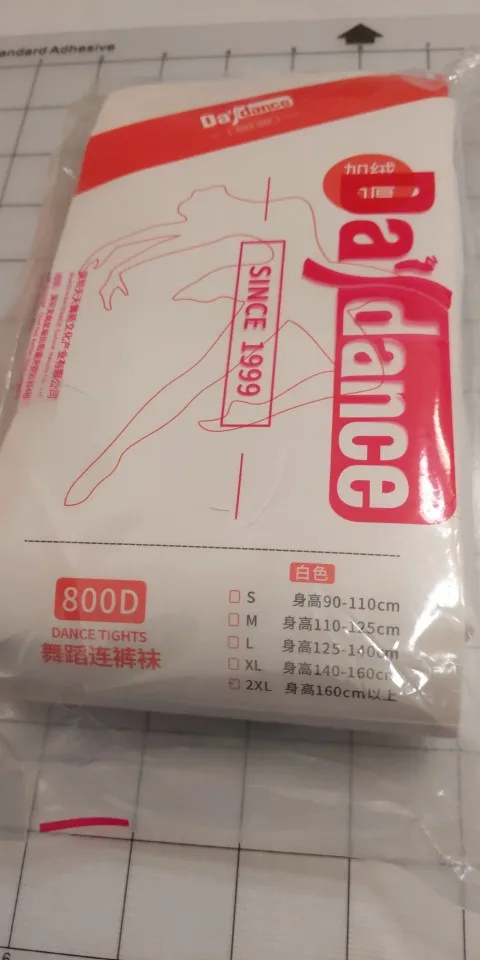 andard Adhesive
Da'dance
加绒
Da'dance
SINCE 1999
800D
DANCE TIGHTS
舞蹈连裤袜
白色
S 身高90-110cm
M 身高110-125cm
L 身高125-140cm
XL 身高140-160cm
2XL 身高160cm以上
6